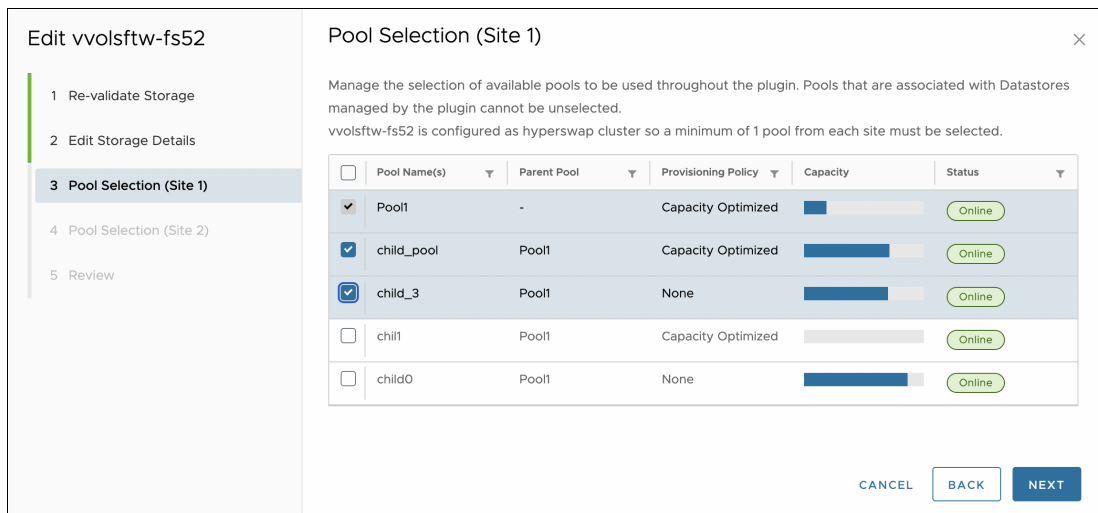 Edit vvolsftw-fs52
1 Re-validate Storage
2 Edit Storage Details
3 Pool Selection (Site 1)
4 Pool Selection (Site 2)
5 Review
Pool Selection (Site 1)
Manage the selection of available pools to be used throughout the plugin. Pools that are associated with Datastores
managed by the plugin cannot be unselected.
vvolsftw-fs52 is configured as hyperswap cluster so a minimum of 1 pool from each site must be selected.
Pool Name(s) Parent Pool Provisioning Policy Capacity Status
Pool1 - Capacity Optimized Online
child_pool Pool1 Capacity Optimized Online
child_3 Pool1 None Online
chil1 Pool1 Capacity Optimized Online
child0 Pool1 None Online
CANCEL BACK NEXT